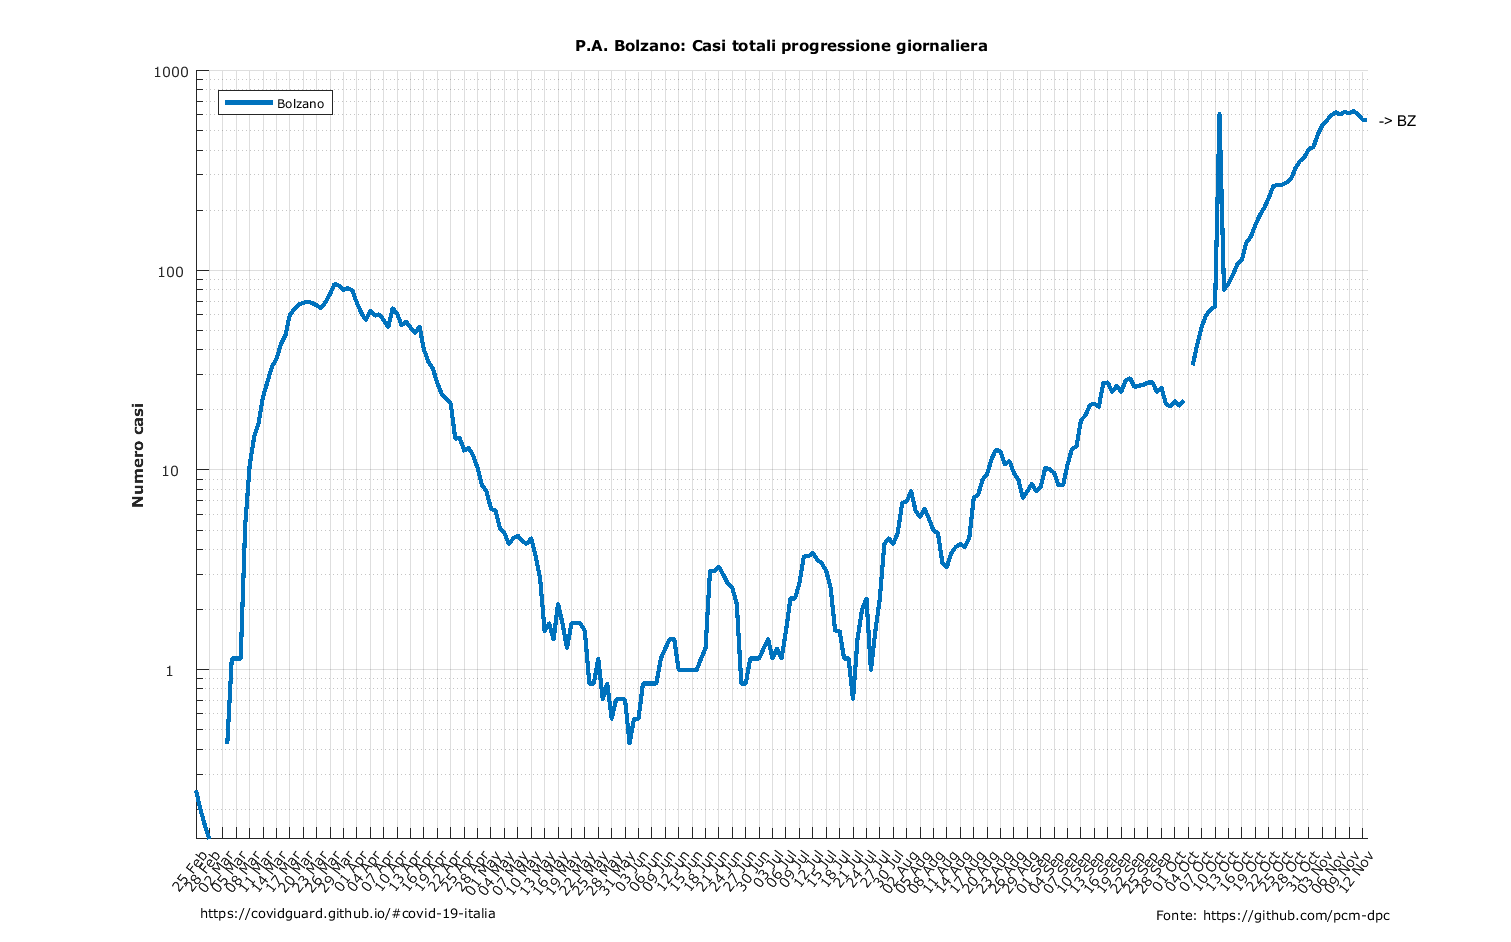 P.A. Bolzano: Casi totali progressione giornaliera
1000
Bolzano
-> BZ
100
10
1
Numero casi
25 Feb
28 Feb
02 Mar
05 Mar
08 Mar
11 Mar
14 Mar
17 Mar
20 Mar
23 Mar
26 Mar
29 Mar
01 Apr
04 Apr
07 Apr
10 Apr
13 Apr
16 Apr
19 Apr
22 Apr
25 Apr
28 Apr
01 May
04 May
07 May
10 May
13 May
16 May
19 May
22 May
25 May
28 May
31 May
03 Jun
06 Jun
09 Jun
12 Jun
15 Jun
18 Jun
21 Jun
24 Jun
27 Jun
30 Jun
03 Jul
06 Jul
09 Jul
12 Jul
15 Jul
18 Jul
21 Jul
24 Jul
27 Jul
30 Jul
02 Aug
05 Aug
08 Aug
11 Aug
14 Aug
17 Aug
20 Aug
23 Aug
26 Aug
29 Aug
01 Sep
04 Sep
07 Sep
10 Sep
13 Sep
16 Sep
19 Sep
22 Sep
25 Sep
28 Sep
01 Oct
04 Oct
07 Oct
10 Oct
13 Oct
16 Oct
19 Oct
22 Oct
25 Oct
28 Oct
31 Oct
03 Nov
06 Nov
09 Nov
12 Nov
https://covidguard.github.io/#covid-19-italia
Fonte: https://github.com/pcm-dpc